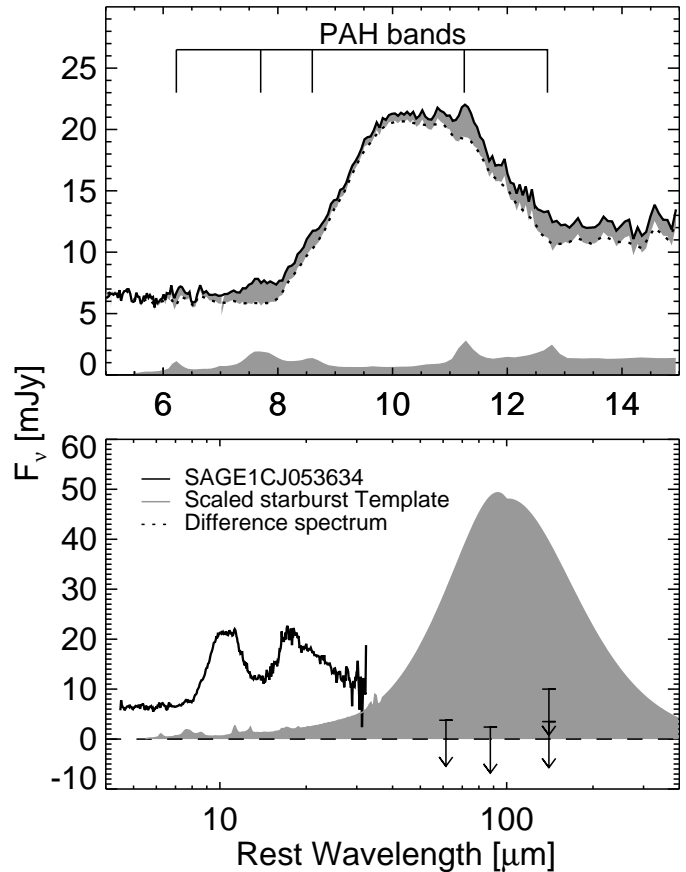 PAH bands
25
20
15
10
5
0
6 8 10 12 14
F_ν [mJy]
60
50
40
30
20
10
0
-10
SAGE1CJ053634
Scaled starburst Template
Difference spectrum
10 100
Rest Wavelength [μm]